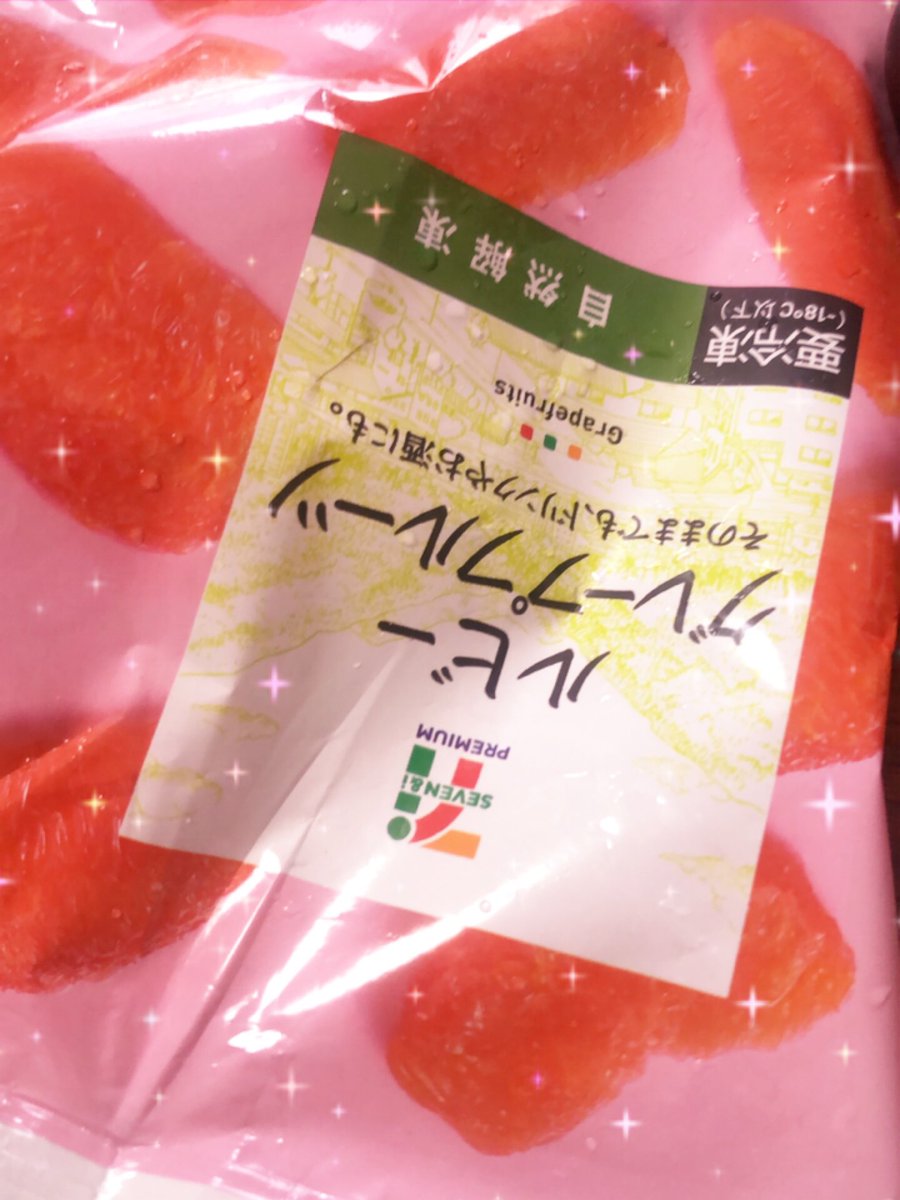 SEVEN&i
PREMIUM
ルビー
グレープフルーツ
そのままでも、ドリンクやお酒にも。
Grapefruits
要冷凍
(-18℃以下)
自然解凍